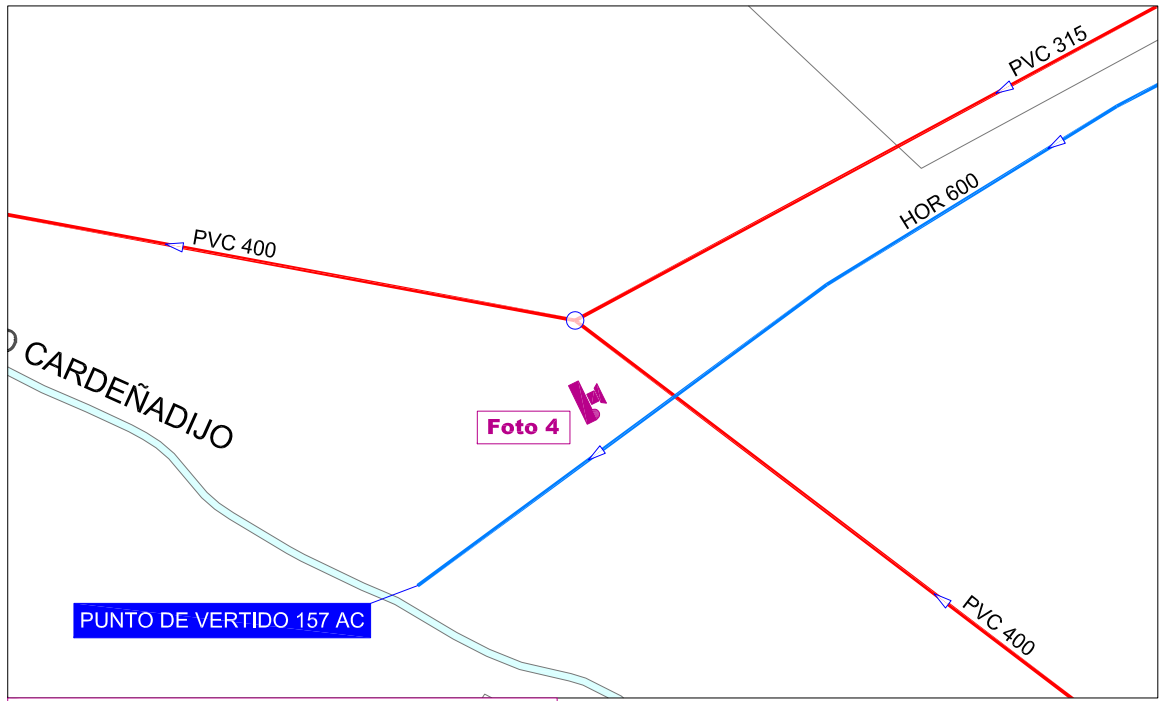 PVC 315
HOR 600
PVC 400
CARDEÑADIJO
Foto 4
PVC 400
PUNTO DE VERTIDO 157 AC